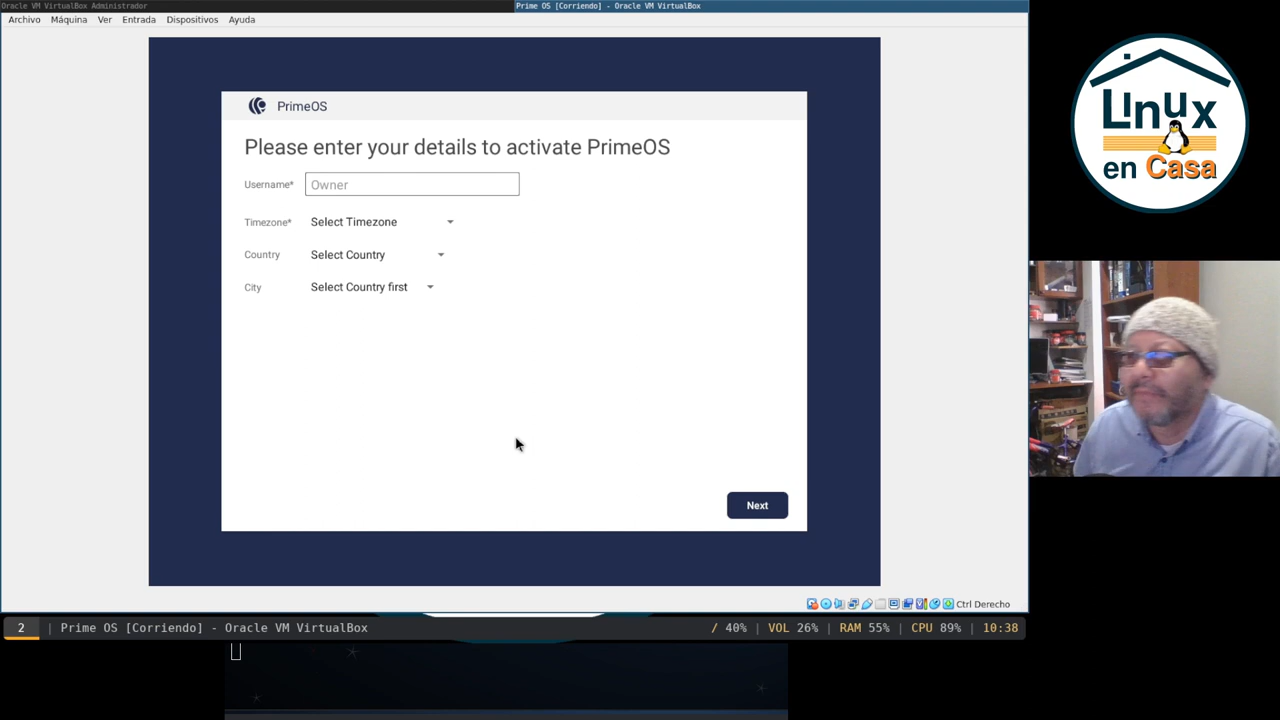 Oracle VM VirtualBox Administrador
Prime OS [Corriendo] - Oracle VM VirtualBox
Archivo Máquina Ver Entrada Dispositivos Ayuda
PrimeOS
Please enter your details to activate PrimeOS
Username* Owner
Timezone* Select Timezone
Country Select Country
City Select Country first
Next
Ctrl Derecho
2 | Prime OS [Corriendo] - Oracle VM VirtualBox
/ 40% | VOL 26% | RAM 55% | CPU 89% | 10:38
Linux
en Casa